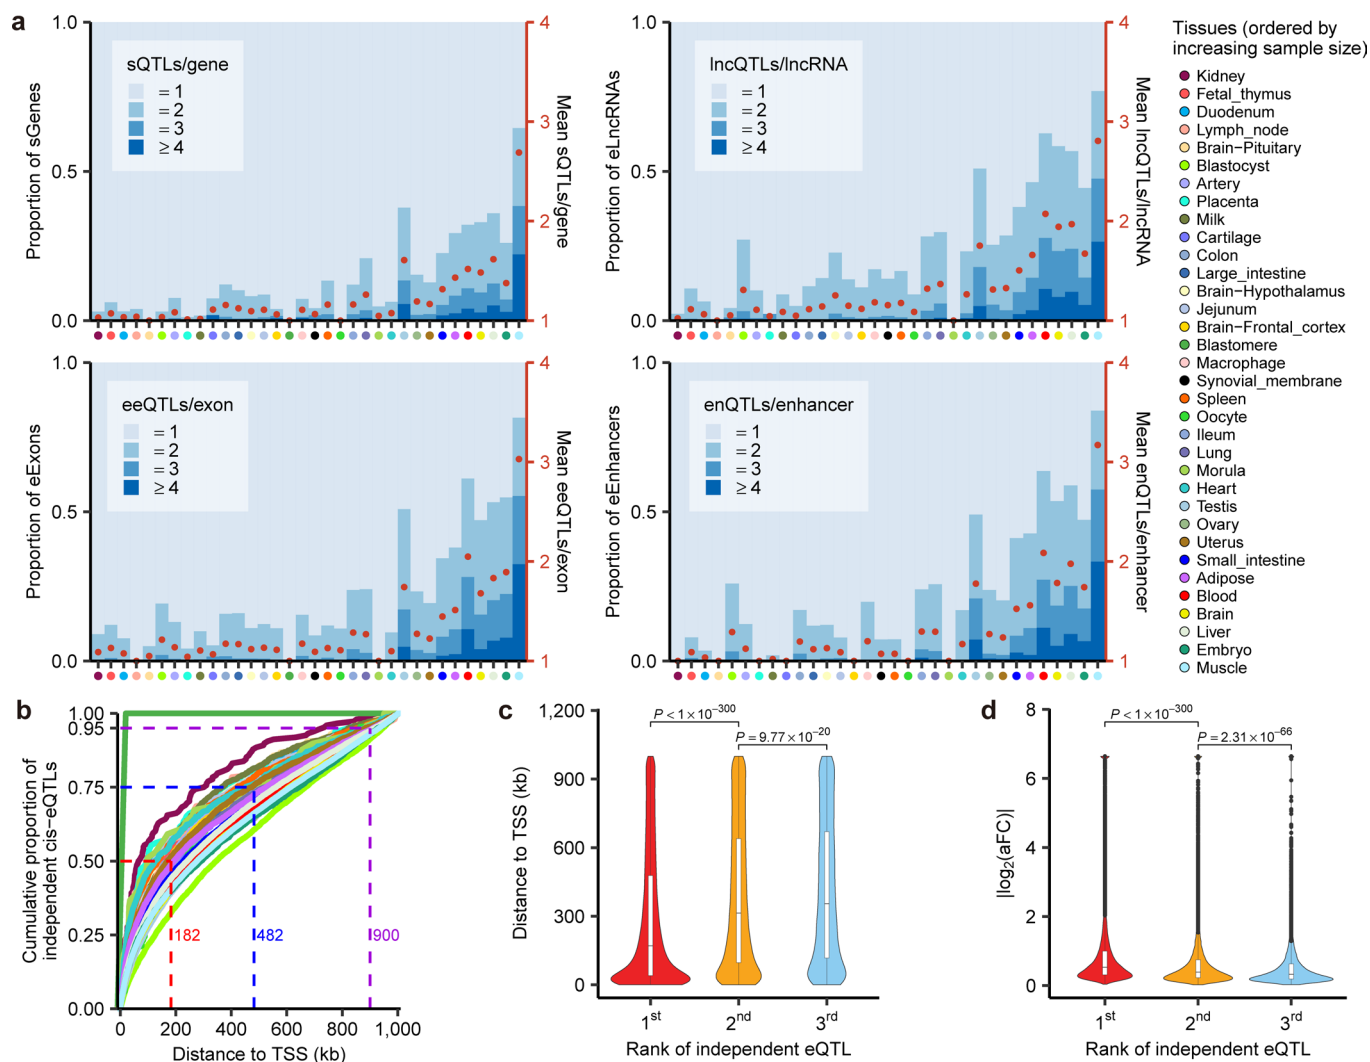 a
1.0
0.5
0.0
Proportion of sGenes
sQTLs/gene
= 1
= 2
= 3
≥ 4
4
3
2
1
Mean sQTLs/gene
1.0
0.5
0.0
Proportion of eLncRNAs
lncQTLs/lncRNA
= 1
= 2
= 3
≥ 4
4
3
2
1
Mean lncQTLs/lncRNA
1.0
0.5
0.0
Proportion of eExons
eeQTLs/exon
= 1
= 2
= 3
≥ 4
4
3
2
1
Mean eeQTLs/exon
1.0
0.5
0.0
Proportion of eEnhancers
enQTLs/enhancer
= 1
= 2
= 3
≥ 4
4
3
2
1
Mean enQTLs/enhancer
Tissues (ordered by
increasing sample size)
Kidney
Fetal_thymus
Duodenum
Lymph_node
Brain−Pituitary
Blastocyst
Artery
Placenta
Milk
Cartilage
Colon
Large_intestine
Brain−Hypothalamus
Jejunum
Brain−Frontal_cortex
Blastomere
Macrophage
Synovial_membrane
Spleen
Oocyte
Ileum
Lung
Morula
Heart
Testis
Ovary
Uterus
Small_intestine
Adipose
Blood
Brain
Liver
Embryo
Muscle
b
1.00
0.95
0.75
0.50
0.25
0.00
Cumulative proportion of
independent cis−eQTLs
182
482
900
0
200
400
600
800
1,000
Distance to TSS (kb)
c
1,200
900
600
300
0
Distance to TSS (kb)
P < 1 × 10⁻³⁰⁰
P = 9.77 × 10⁻²⁰
1st
2nd
3rd
Rank of independent eQTL
d
8
6
4
2
0
|log₂(aFC)|
P < 1 × 10⁻³⁰⁰
P = 2.31 × 10⁻⁶⁶
1st
2nd
3rd
Rank of independent eQTL